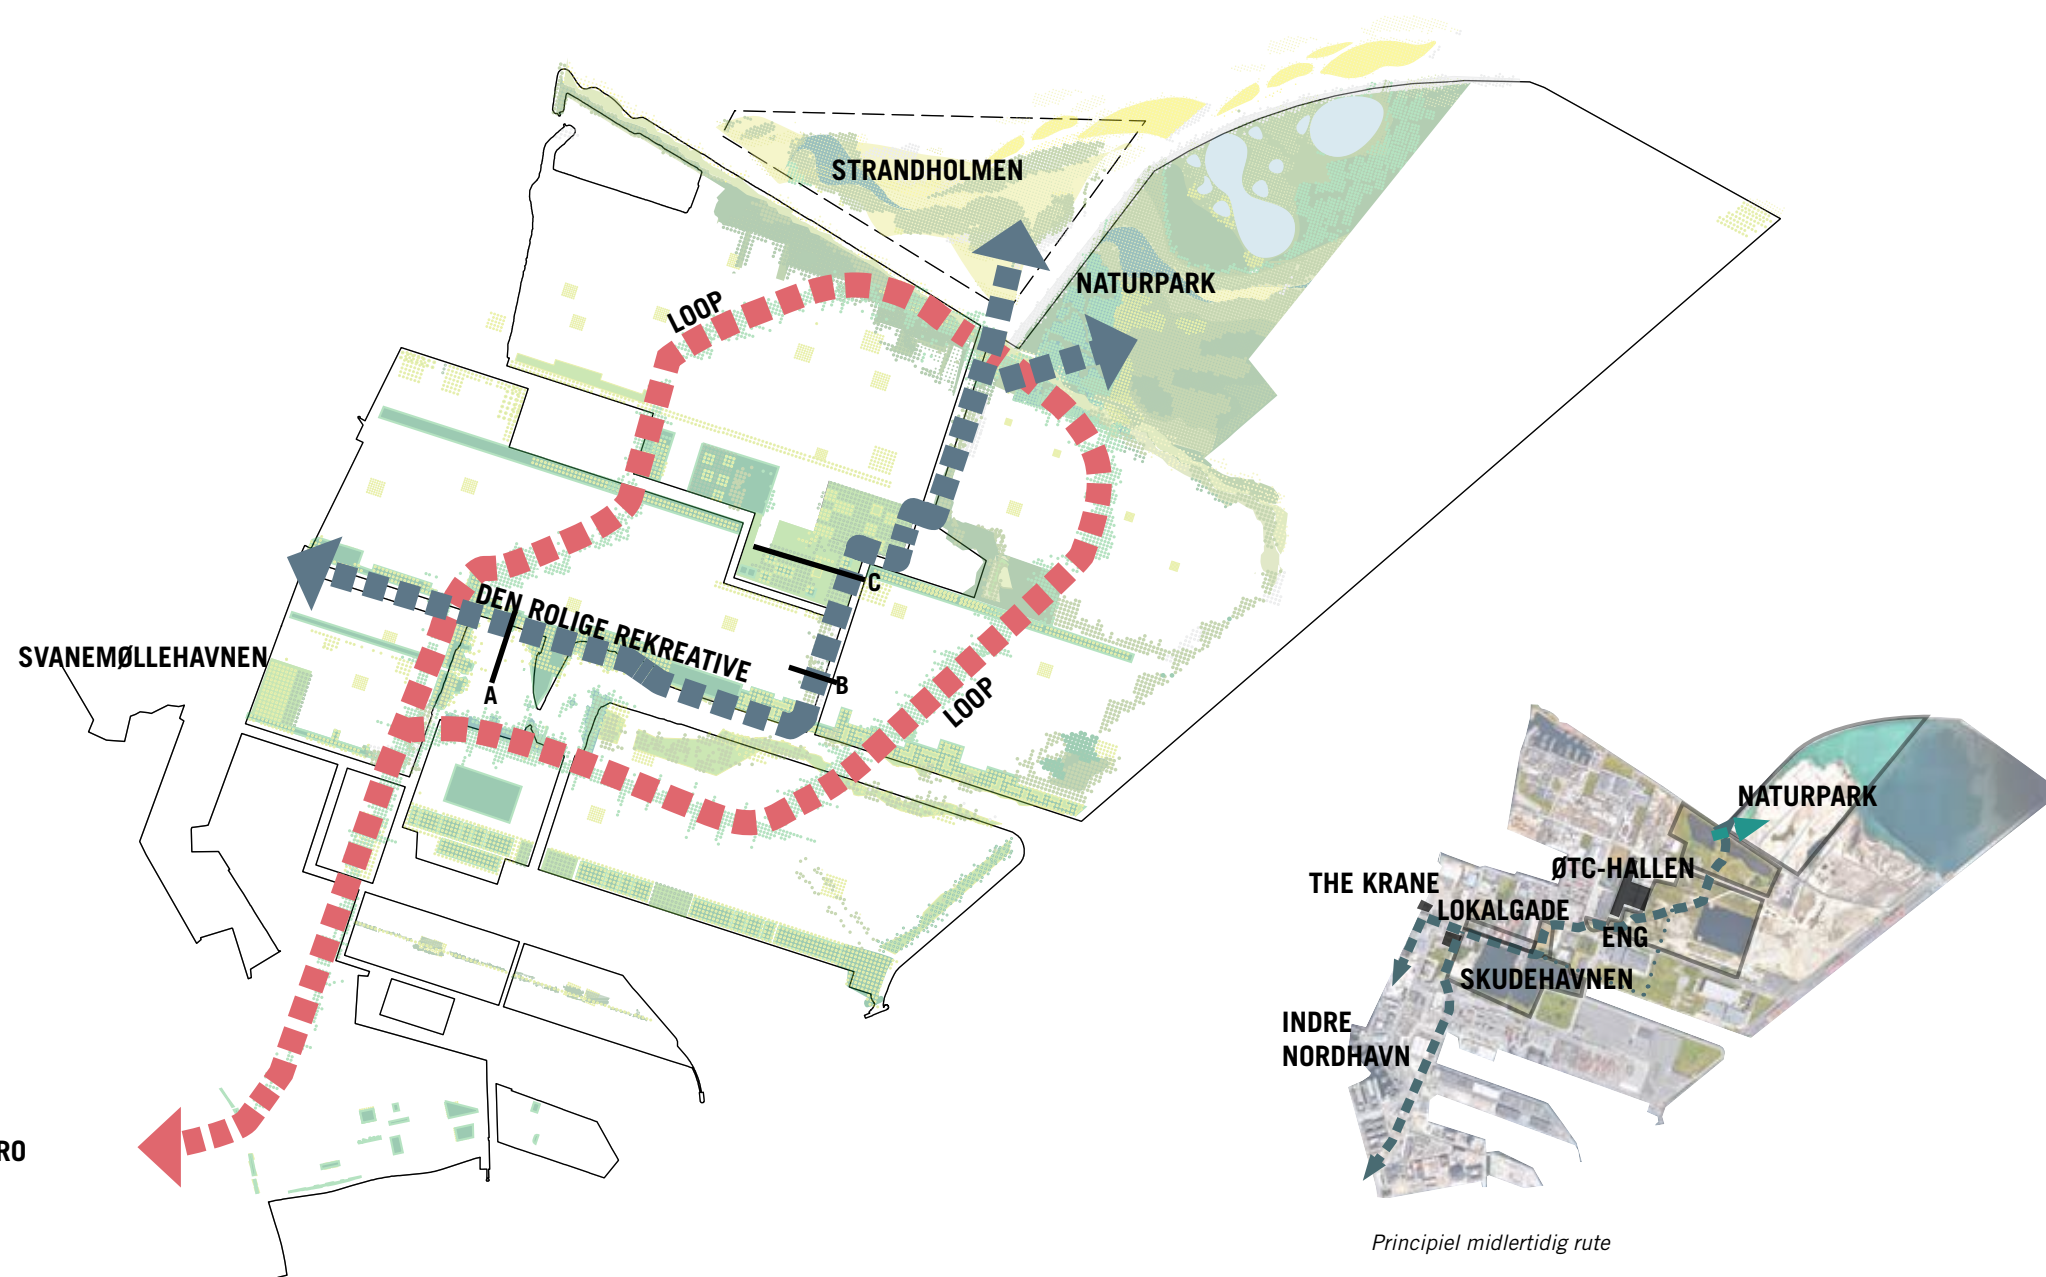 STRANDHOLMEN
NATURPARK
LOOP
C
DEN ROLIGE REKREATIVE
SVANEMØLLEHAVNEN
A
B
LOOP
RO
NATURPARK
ØTC-HALLEN
THE KRANE
LOKALGADE
ENG
SKUDEHAVNEN
INDRE
NORDHAVN
Principiel midlertidig rute